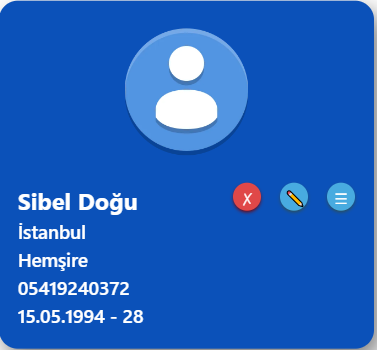 Sibel Doğu
İstanbul
Hemşire
05419240372
15.05.1994 - 28